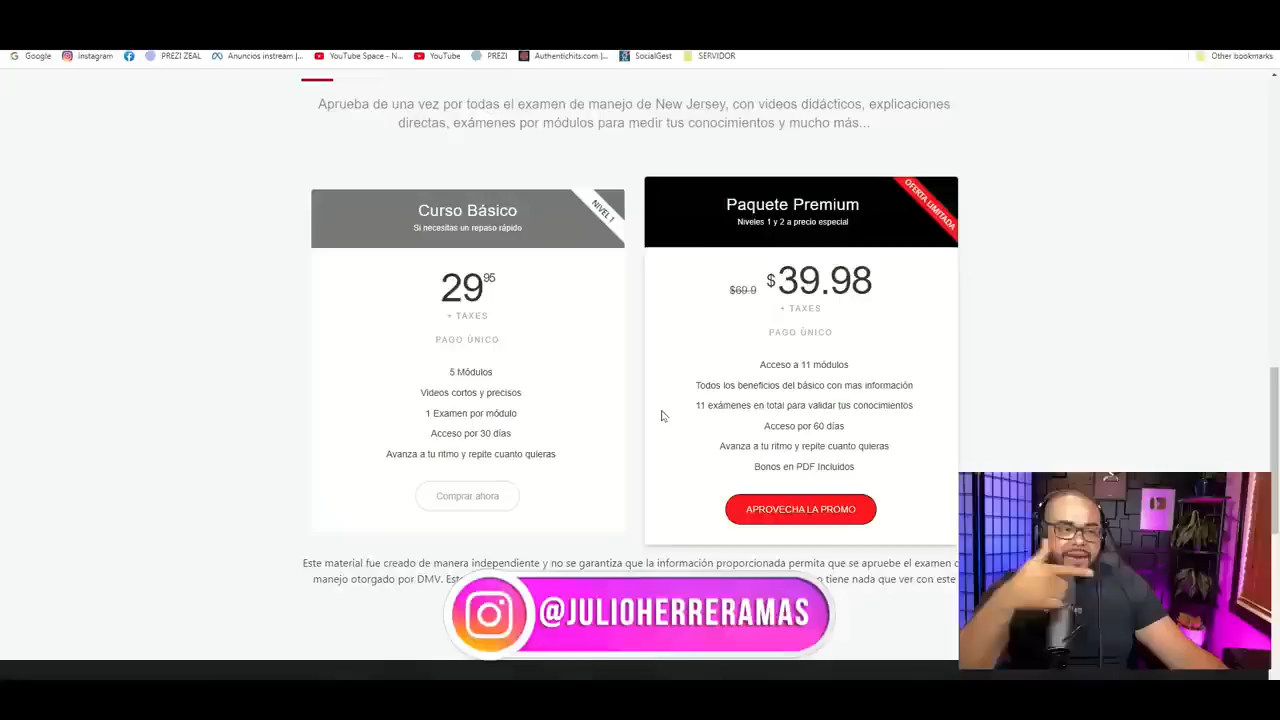 Google
Instagram
PREZI ZEAL
Anuncios instream |...
YouTube Space – N...
YouTube
PREZI
Authentichits.com |...
SocialGest
SERVIDOR
Other bookmarks
Aprueba de una vez por todas el examen de manejo de New Jersey, con videos didácticos, explicaciones
directas, exámenes por módulos para medir tus conocimientos y mucho más...
Curso Básico
Si necesitas un repaso rápido
NIVEL 1
29 95
+ TAXES
PAGO ÙNICO
5 Módulos
Videos cortos y precisos
1 Examen por módulo
Acceso por 30 días
Avanza a tu ritmo y repite cuanto quieras
Comprar ahora
Paquete Premium
Niveles 1 y 2 a precio especial
OFERTA LIMITADA
$69.9 $39.98
+ TAXES
PAGO ÙNICO
Acceso a 11 módulos
Todos los beneficios del básico con mas información
11 exámenes en total para validar tus conocimientos
Acceso por 60 días
Avanza a tu ritmo y repite cuanto quieras
Bonos en PDF Incluidos
APROVECHA LA PROMO
Este material fue creado de manera independiente y no se garantiza que la información proporcionada permita que se apruebe el examen
manejo otorgado por DMV. tiene nada que ver con este
@JULIOHERRERAMAS